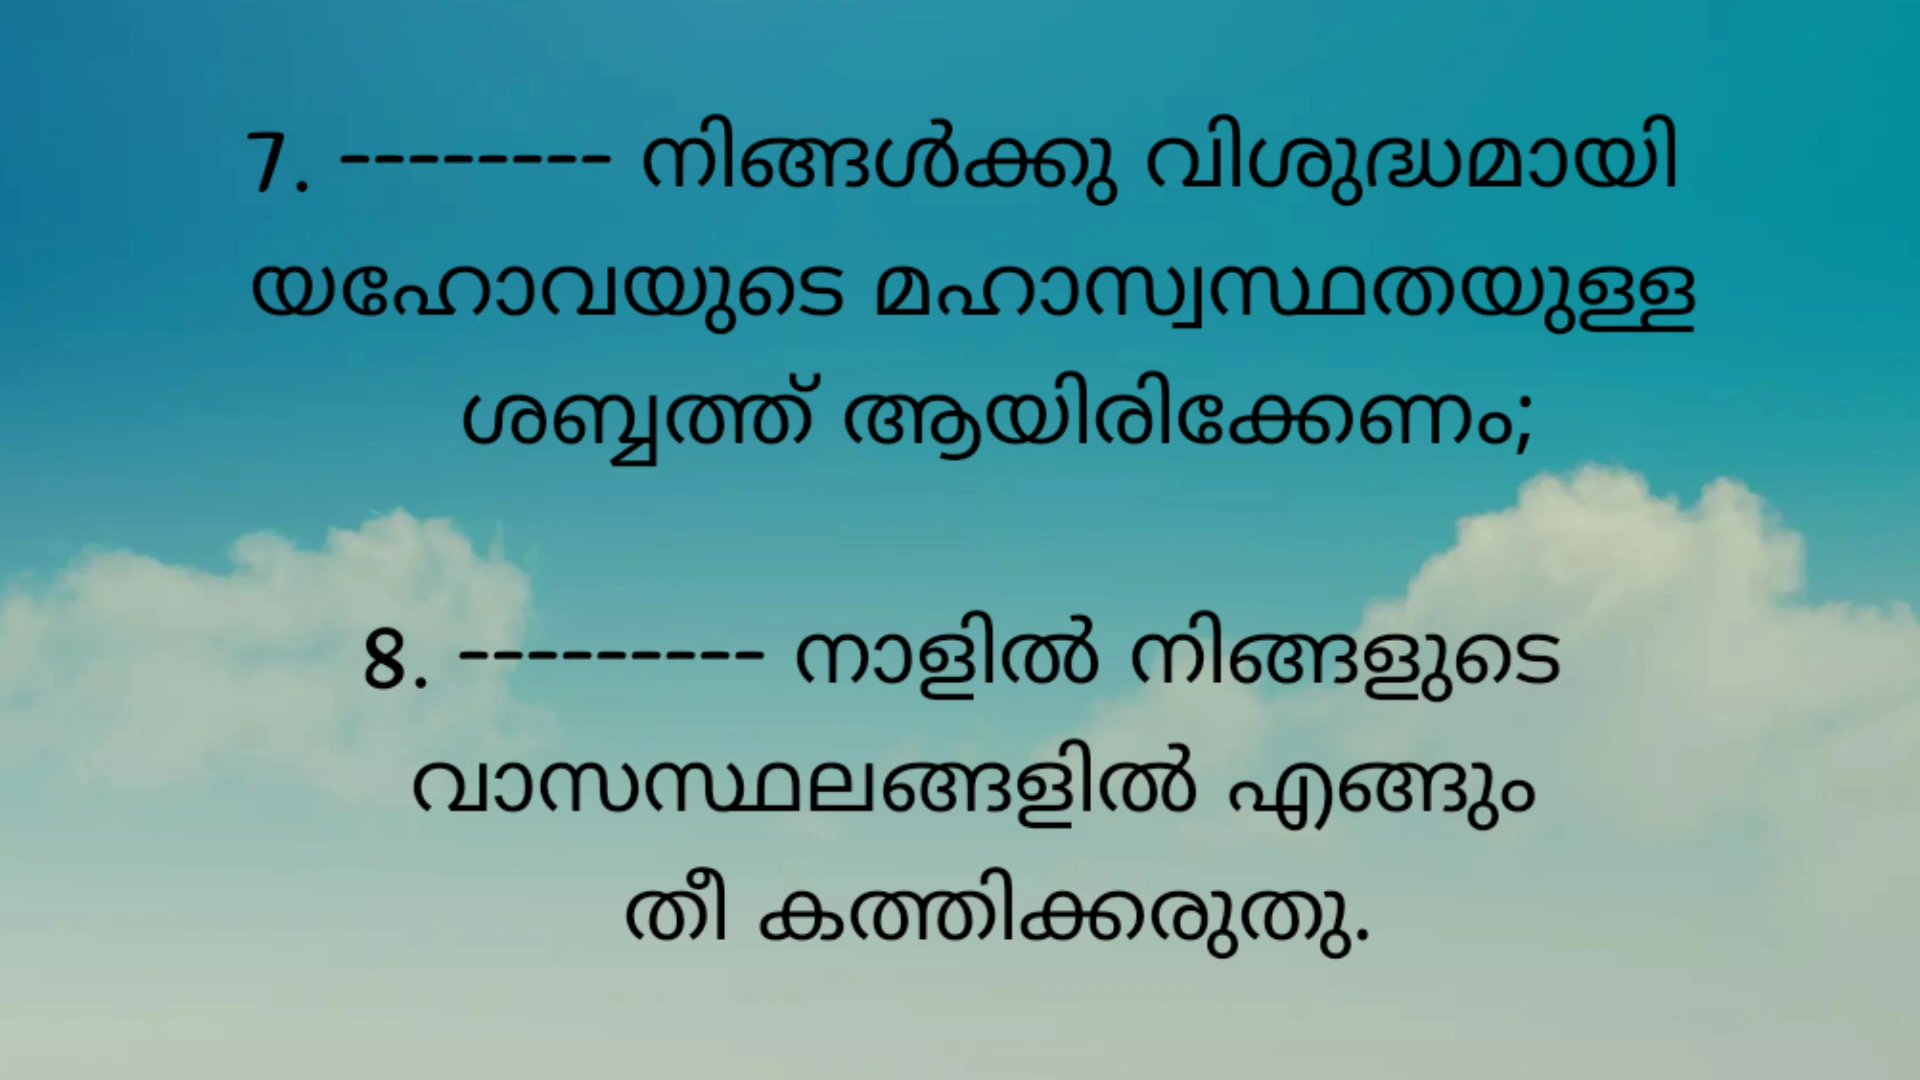 7. -------- നിങ്ങൾക്കു വിശുദ്ധമായി
യഹോവയുടെ മഹാസ്വസ്ഥതയുള്ള
ശബ്ബത്ത് ആയിരിക്കേണം;
8. --------- നാളിൽ നിങ്ങളുടെ
വാസസ്ഥലങ്ങളിൽ എങ്ങും
തീ കത്തിക്കരുതു.